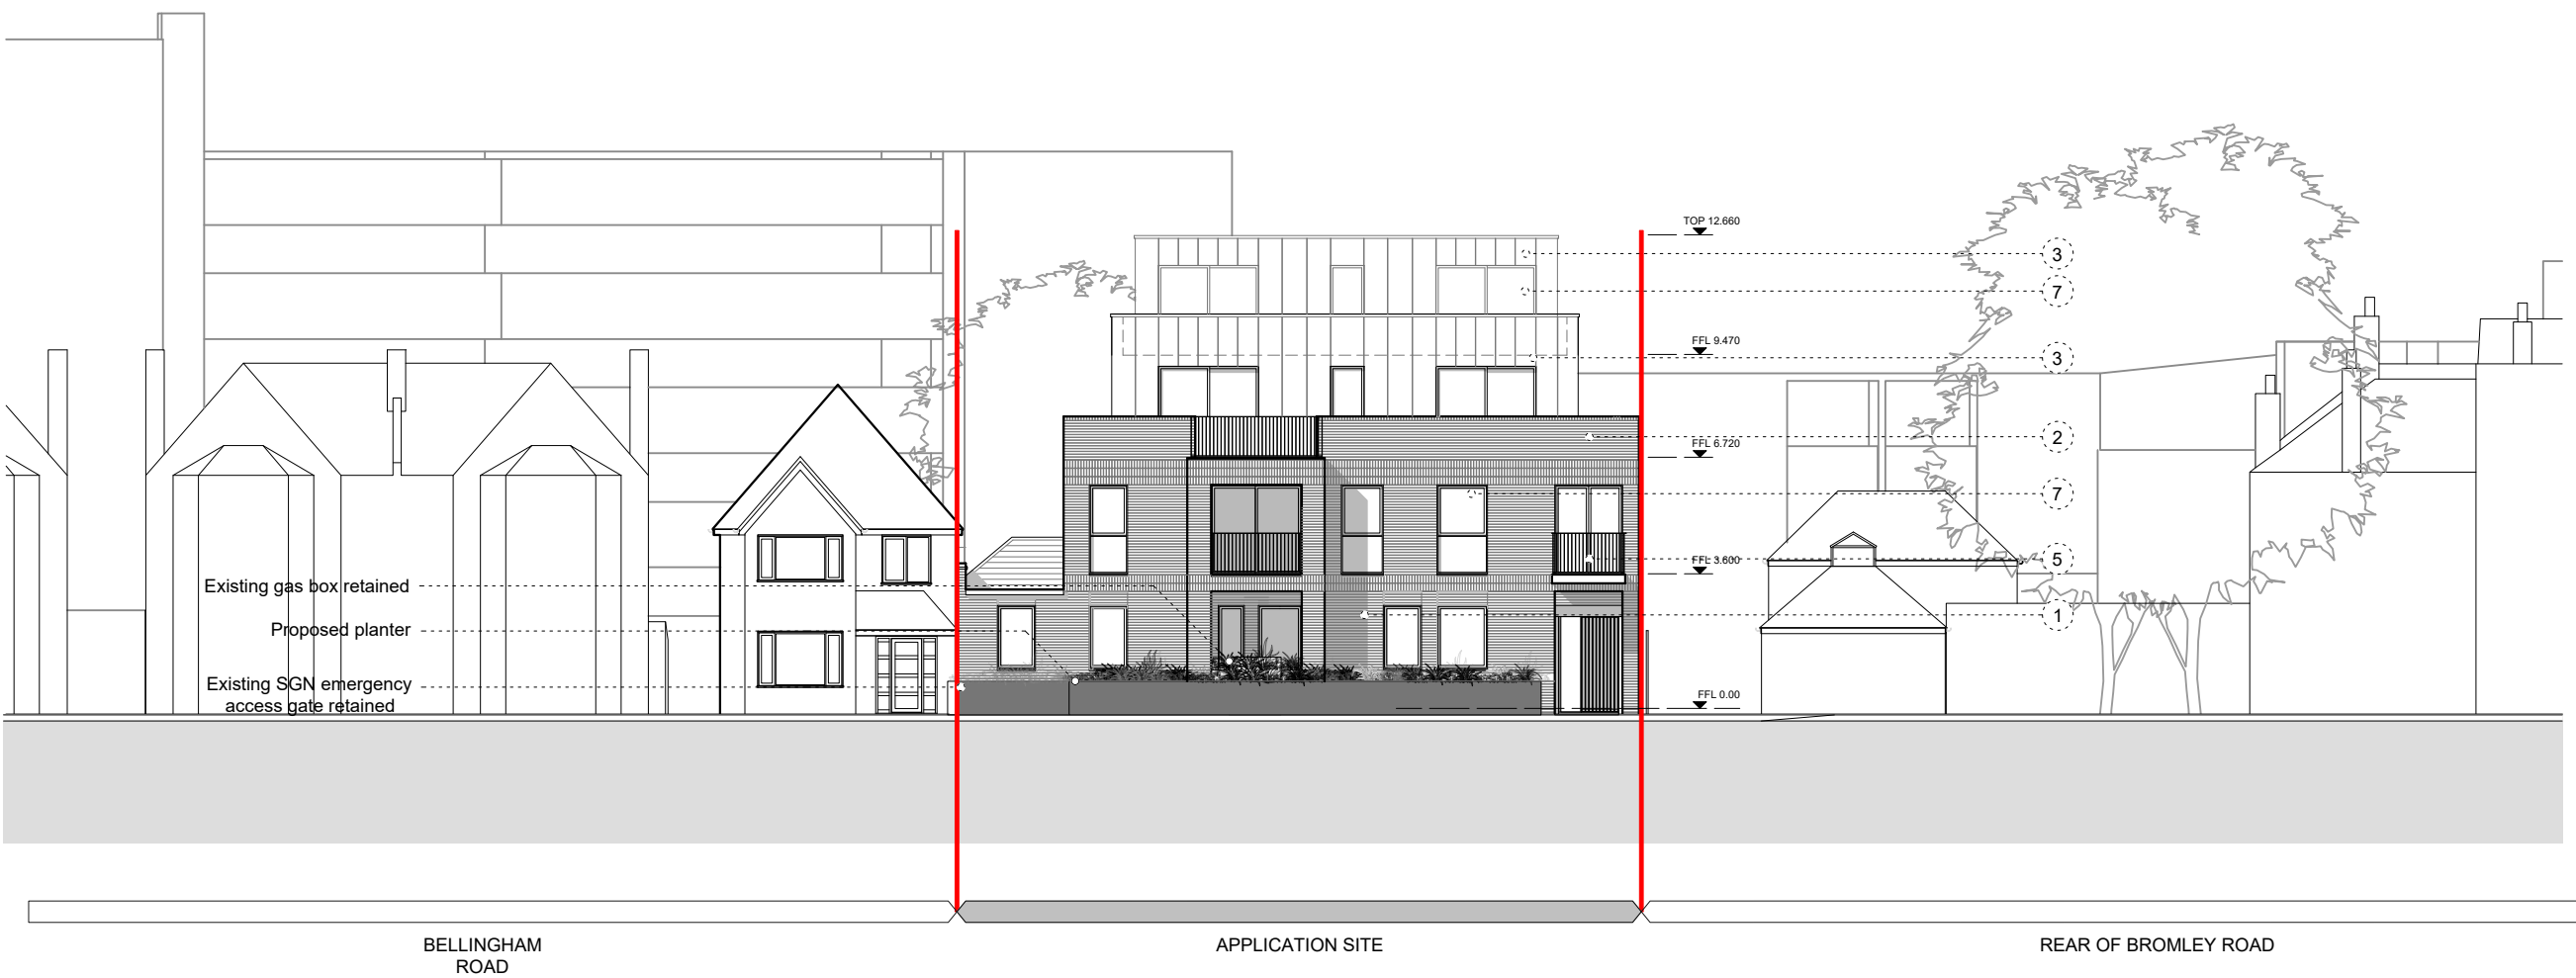 TOP 12.660
3
7
FFL 9.470
3
2
FFL 6.720
7
FFL 3.600
5
Existing gas box retained
1
Proposed planter
Existing SGN emergency
access gate retained
FFL 0.00
BELLINGHAM
ROAD
APPLICATION SITE
REAR OF BROMLEY ROAD